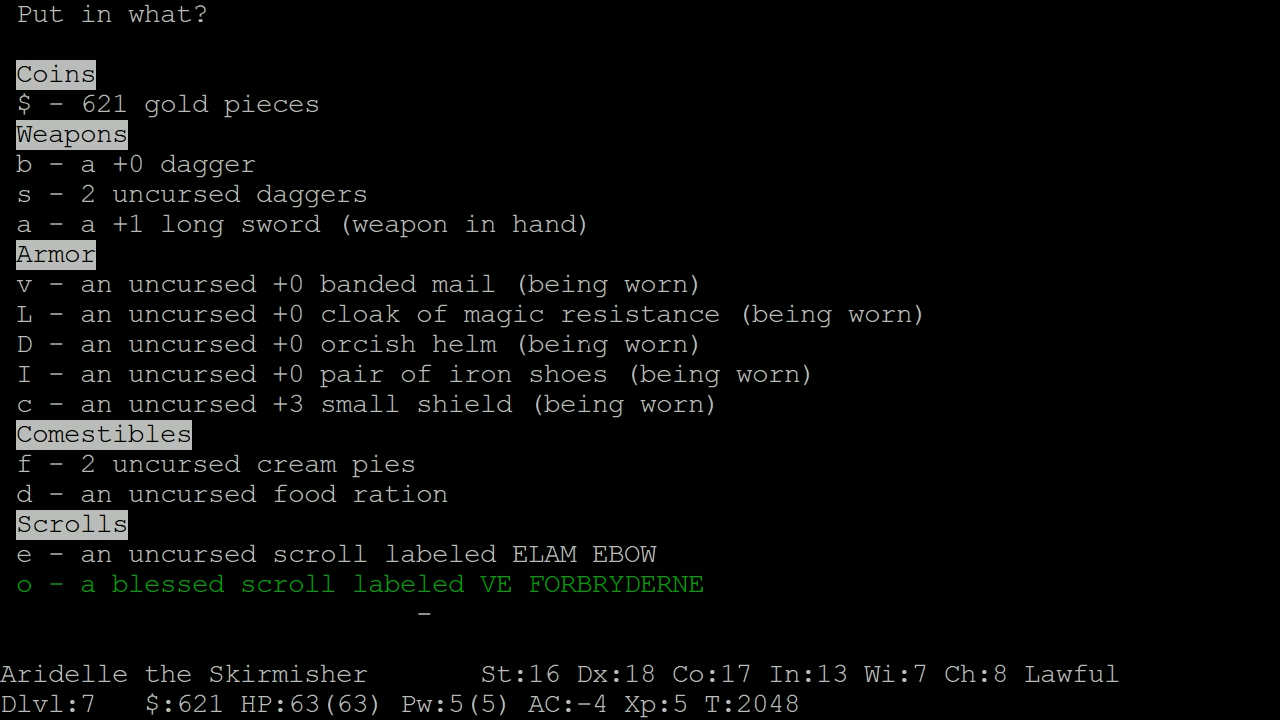 Put in what?
Coins
$ - 621 gold pieces
Weapons
b - a +0 dagger
s - 2 uncursed daggers
a - a +1 long sword (weapon in hand)
Armor
v - an uncursed +0 banded mail (being worn)
L - an uncursed +0 cloak of magic resistance (being worn)
D - an uncursed +0 orcish helm (being worn)
I - an uncursed +0 pair of iron shoes (being worn)
c - an uncursed +3 small shield (being worn)
Comestibles
f - 2 uncursed cream pies
d - an uncursed food ration
Scrolls
e - an uncursed scroll labeled ELAM EBOW
o - a blessed scroll labeled VE FORBRYDERNE
Aridelle the Skirmisher St:16 Dx:18 Co:17 In:13 Wi:7 Ch:8 Lawful
Dlvl:7 $:621 HP:63(63) Pw:5(5) AC:-4 Xp:5 T:2048